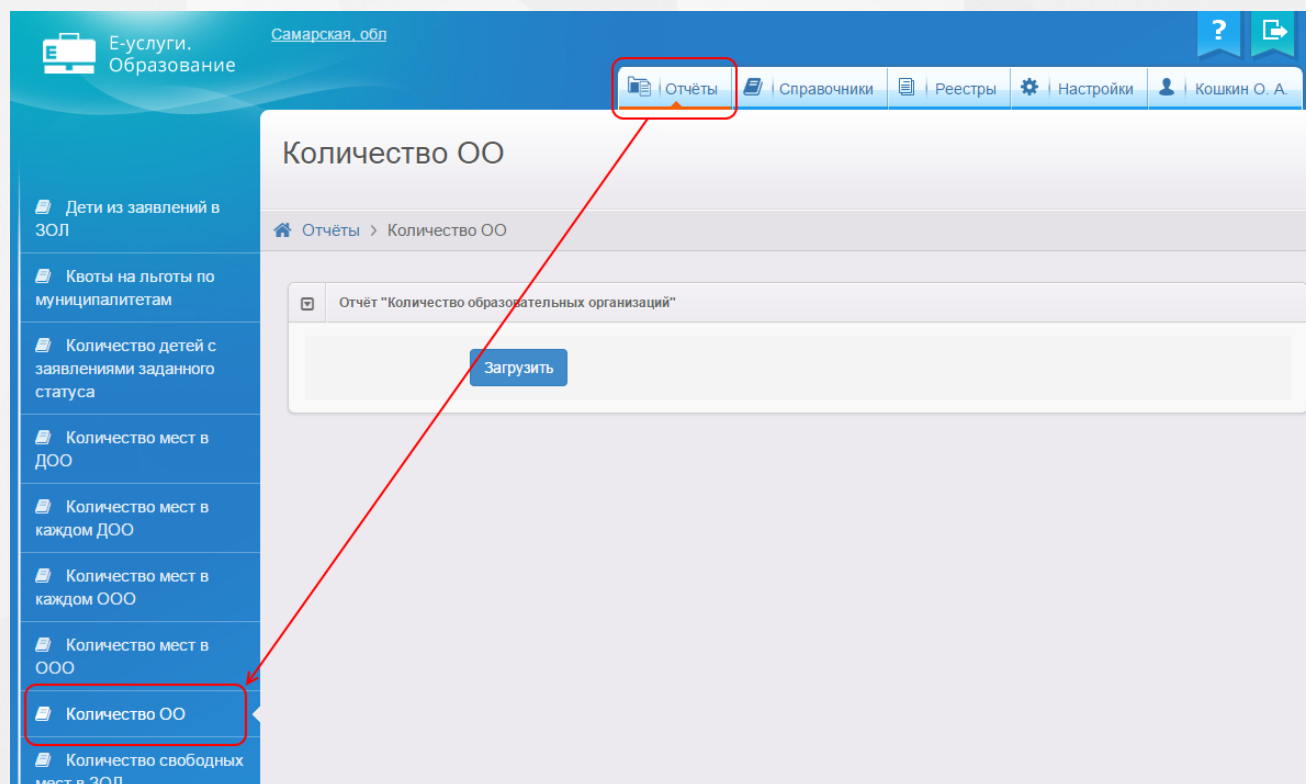 Е-услуги.
Образование
Самарская, обл
?
Отчёты
Справочники
Реестры
Настройки
Кошкин О. А.
Количество ОО
Отчёты > Количество ОО
Отчёт "Количество образовательных организаций"
Загрузить
Дети из заявлений в
ЗОЛ
Квоты на льготы по
муниципалитетам
Количество детей с
заявлениями заданного
статуса
Количество мест в
ДОО
Количество мест в
каждом ДОО
Количество мест в
каждом ООО
Количество мест в
ООО
Количество ОО
Количество свободных
мест в ЗОЛ